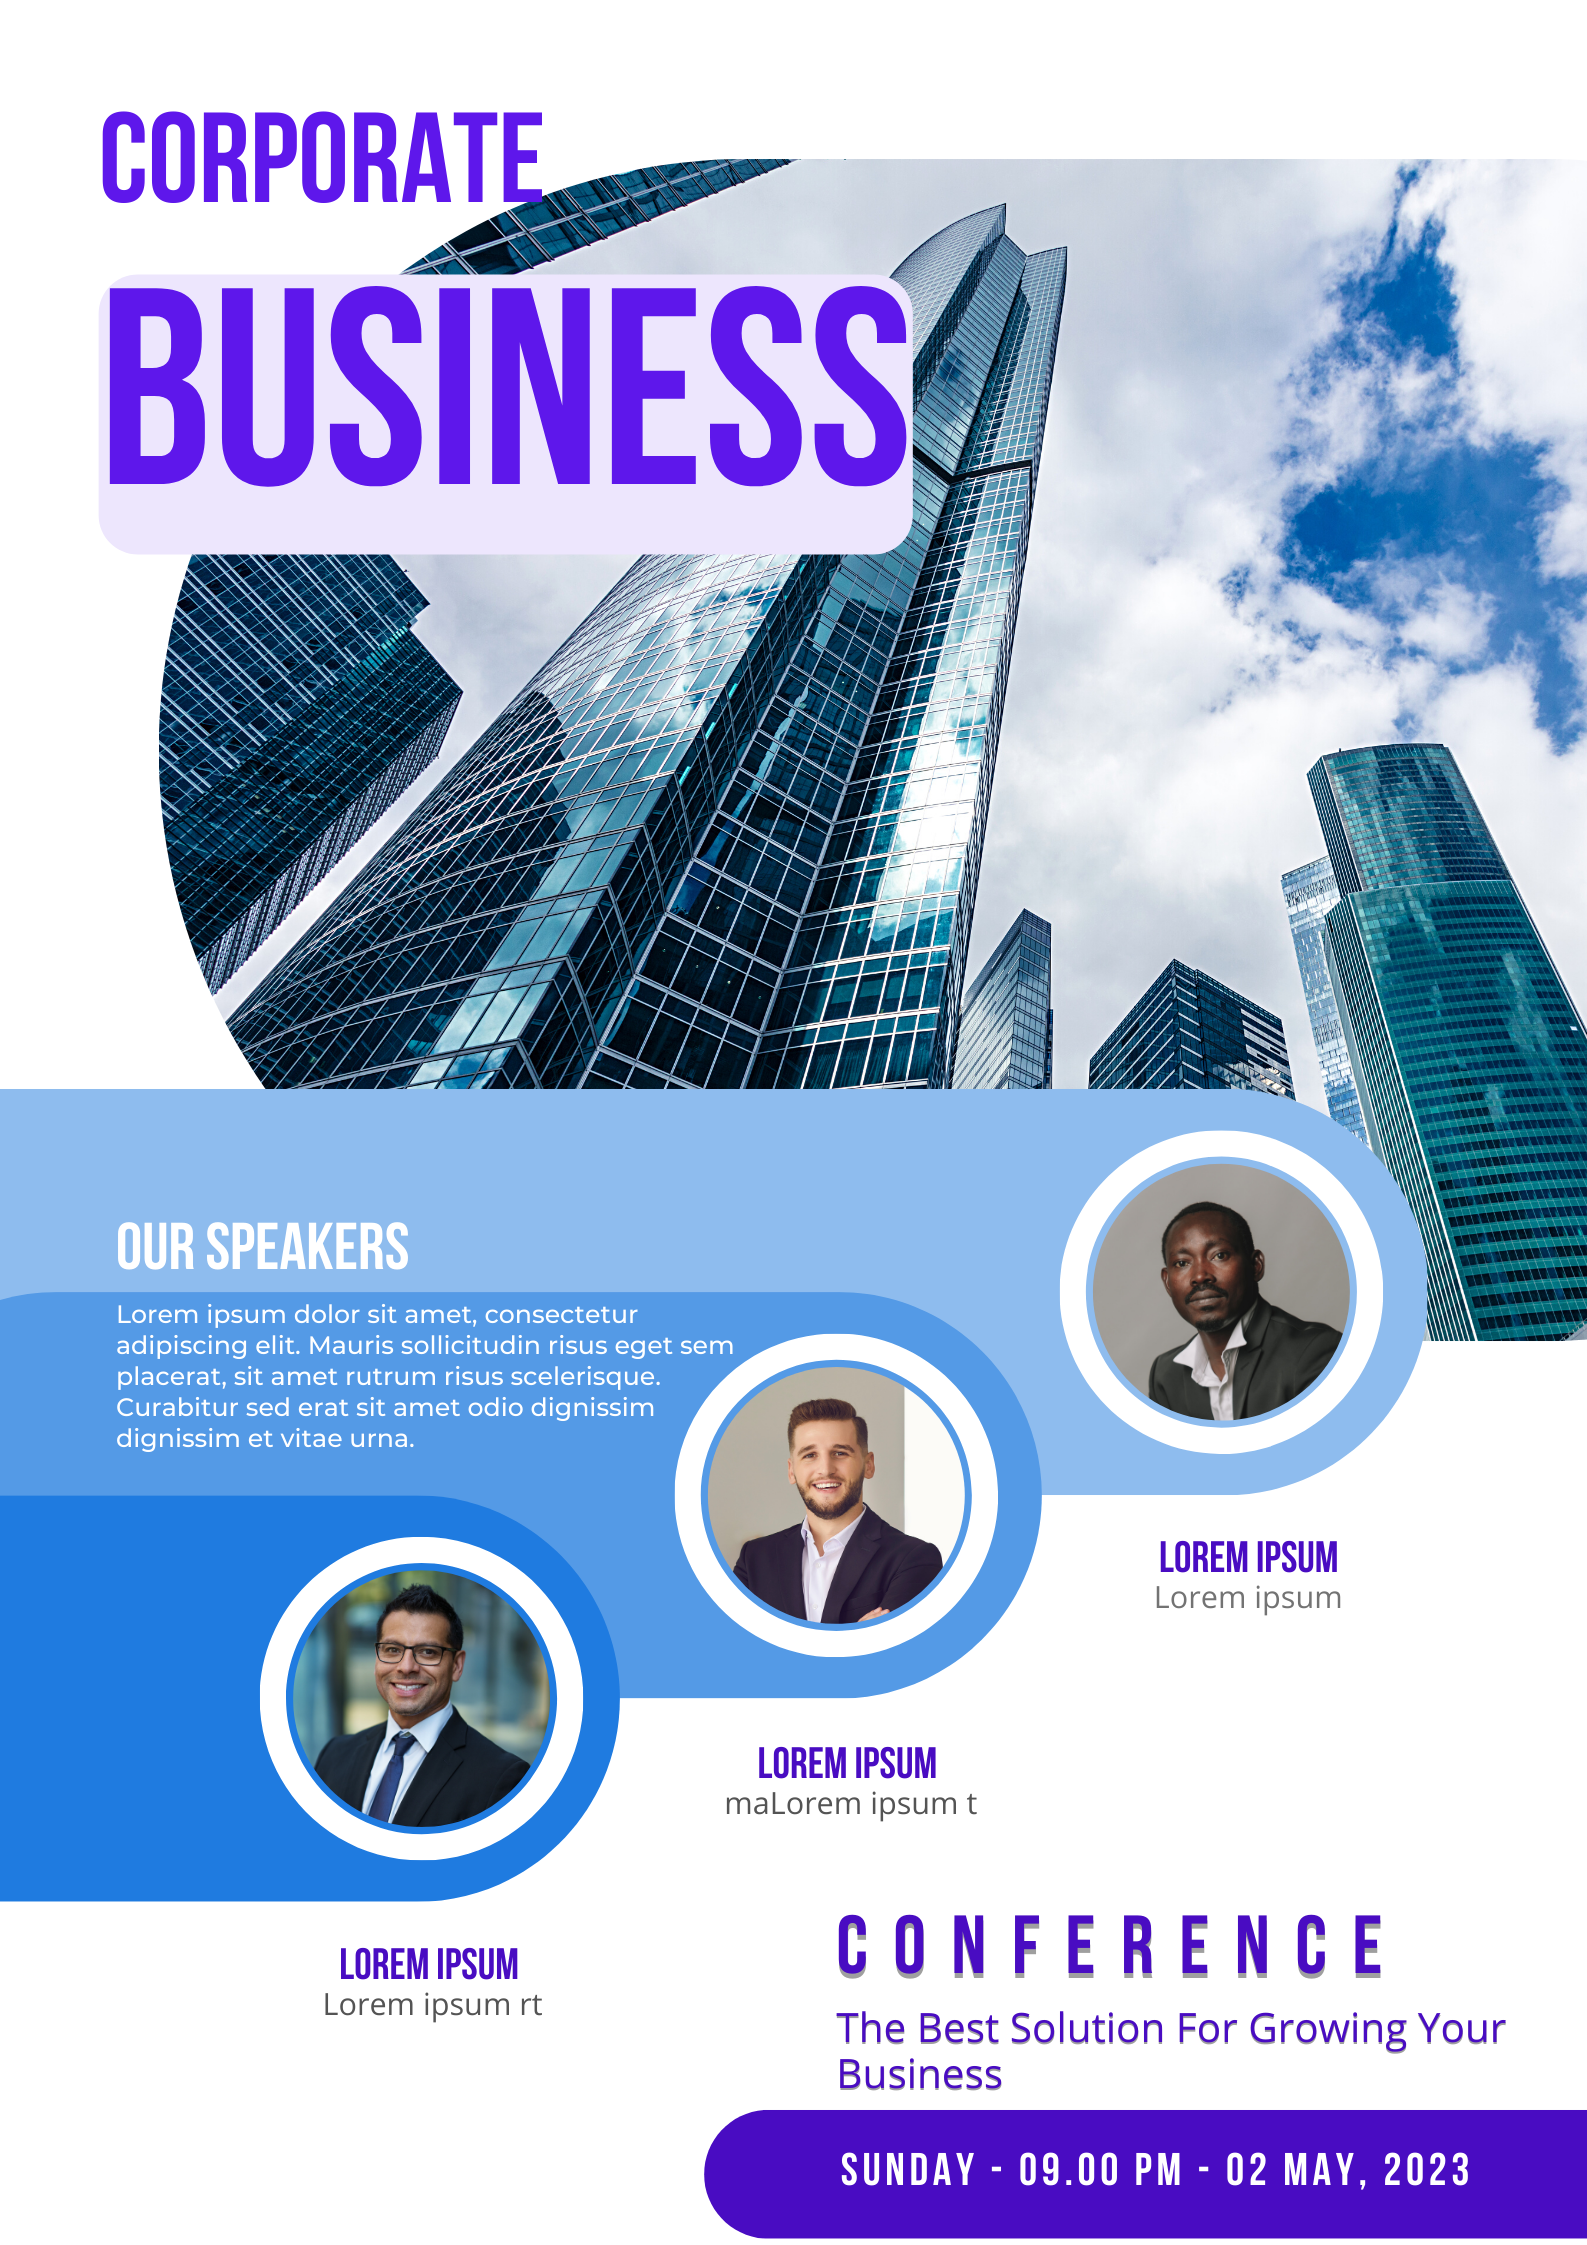 CORPORATE
BUSINESS
OUR SPEAKERS
Lorem ipsum dolor sit amet, consectetur
adipiscing elit. Mauris sollicitudin risus eget sem
placerat, sit amet rutrum risus scelerisque.
Curabitur sed erat sit amet odio dignissim
dignissim et vitae urna.
LOREM IPSUM
Lorem ipsum
LOREM IPSUM
maLorem ipsum t
LOREM IPSUM
Lorem ipsum rt
CONFERENCE
The Best Solution For Growing Your
Business
SUNDAY - 09.00 PM - 02 MAY, 2023